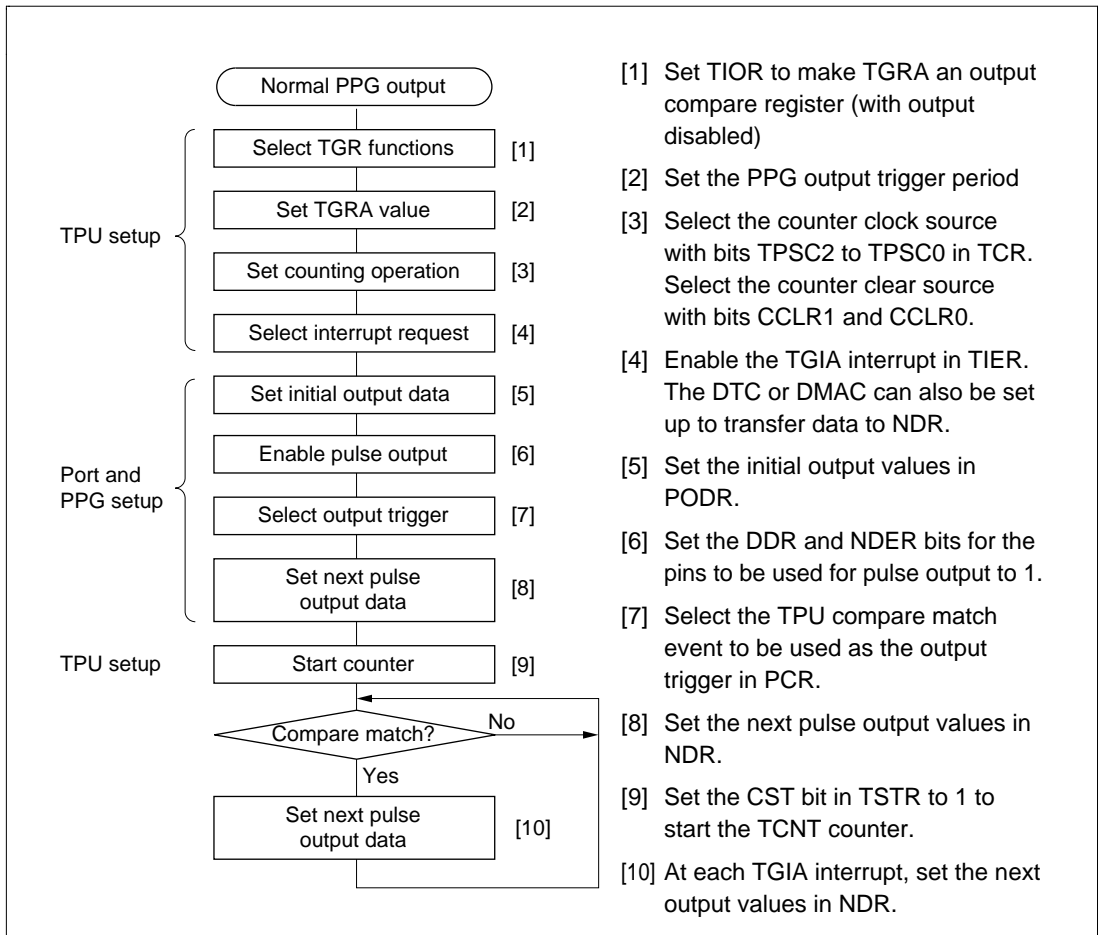 Normal PPG output
Select TGR functions [1]
Set TGRA value [2]
TPU setup
Set counting operation [3]
Select interrupt request [4]
Set initial output data [5]
Enable pulse output [6]
Port and
PPG setup
Select output trigger [7]
Set next pulse
output data
[8]
TPU setup
Start counter [9]
Compare match?
No
Yes
Set next pulse
output data
[10]
[1] Set TIOR to make TGRA an output
compare register (with output
disabled)
[2] Set the PPG output trigger period
[3] Select the counter clock source
with bits TPSC2 to TPSC0 in TCR.
Select the counter clear source
with bits CCLR1 and CCLR0.
[4] Enable the TGIA interrupt in TIER.
The DTC or DMAC can also be set
up to transfer data to NDR.
[5] Set the initial output values in
PODR.
[6] Set the DDR and NDER bits for the
pins to be used for pulse output to 1.
[7] Select the TPU compare match
event to be used as the output
trigger in PCR.
[8] Set the next pulse output values in
NDR.
[9] Set the CST bit in TSTR to 1 to
start the TCNT counter.
[10] At each TGIA interrupt, set the next
output values in NDR.